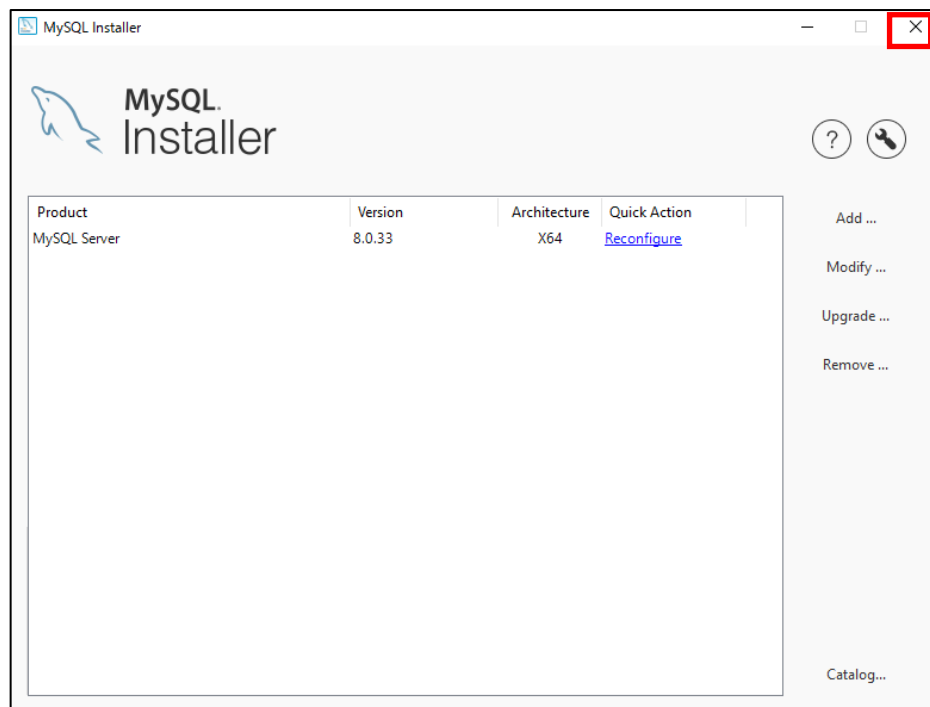 MySQL Installer
MySQL.
Installer
?
Product Version Architecture Quick Action
MySQL Server 8.0.33 X64 Reconfigure
Add ...
Modify ...
Upgrade ...
Remove ...
Catalog...